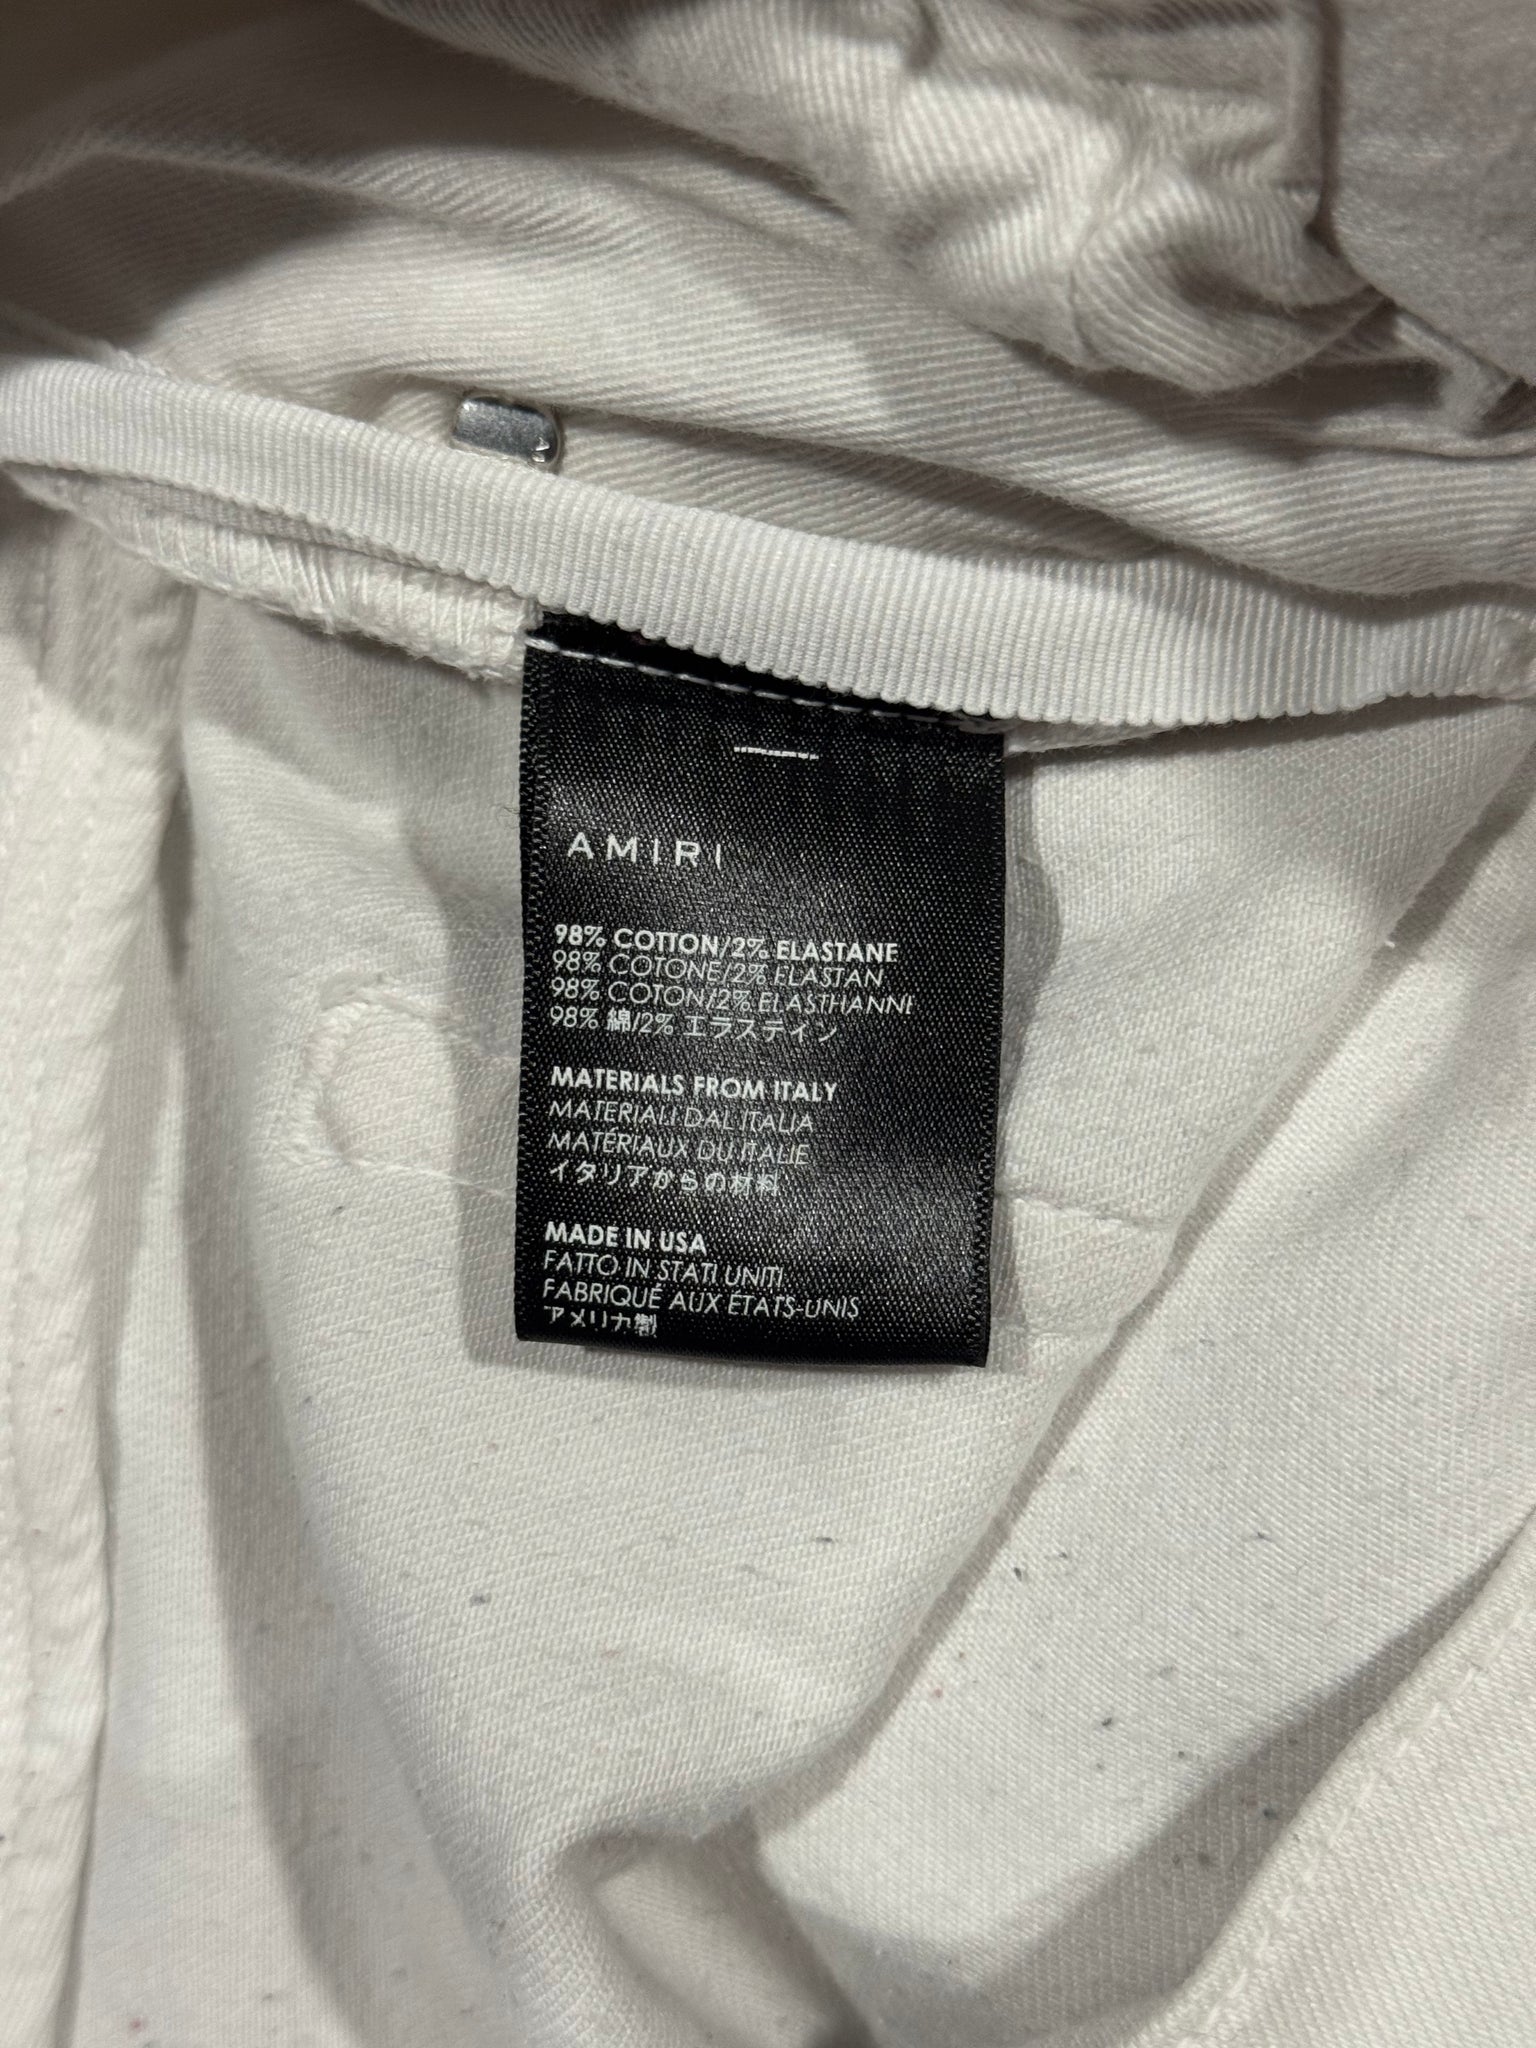 AMIRI
98% COTTON/2% ELASTANE
98% COTONE/2% ELASTAN
98% COTON/2% ELASTHANNE
98% 綿/2% エラステイン
MATERIALS FROM ITALY
MATERIALI DAL ITALIA
MATÉRIAUX DU ITALIE
イタリアからの材料
MADE IN USA
FATTO IN STATI UNITI
FABRIQUÉ AUX ÉTATS-UNIS
アメリカ製